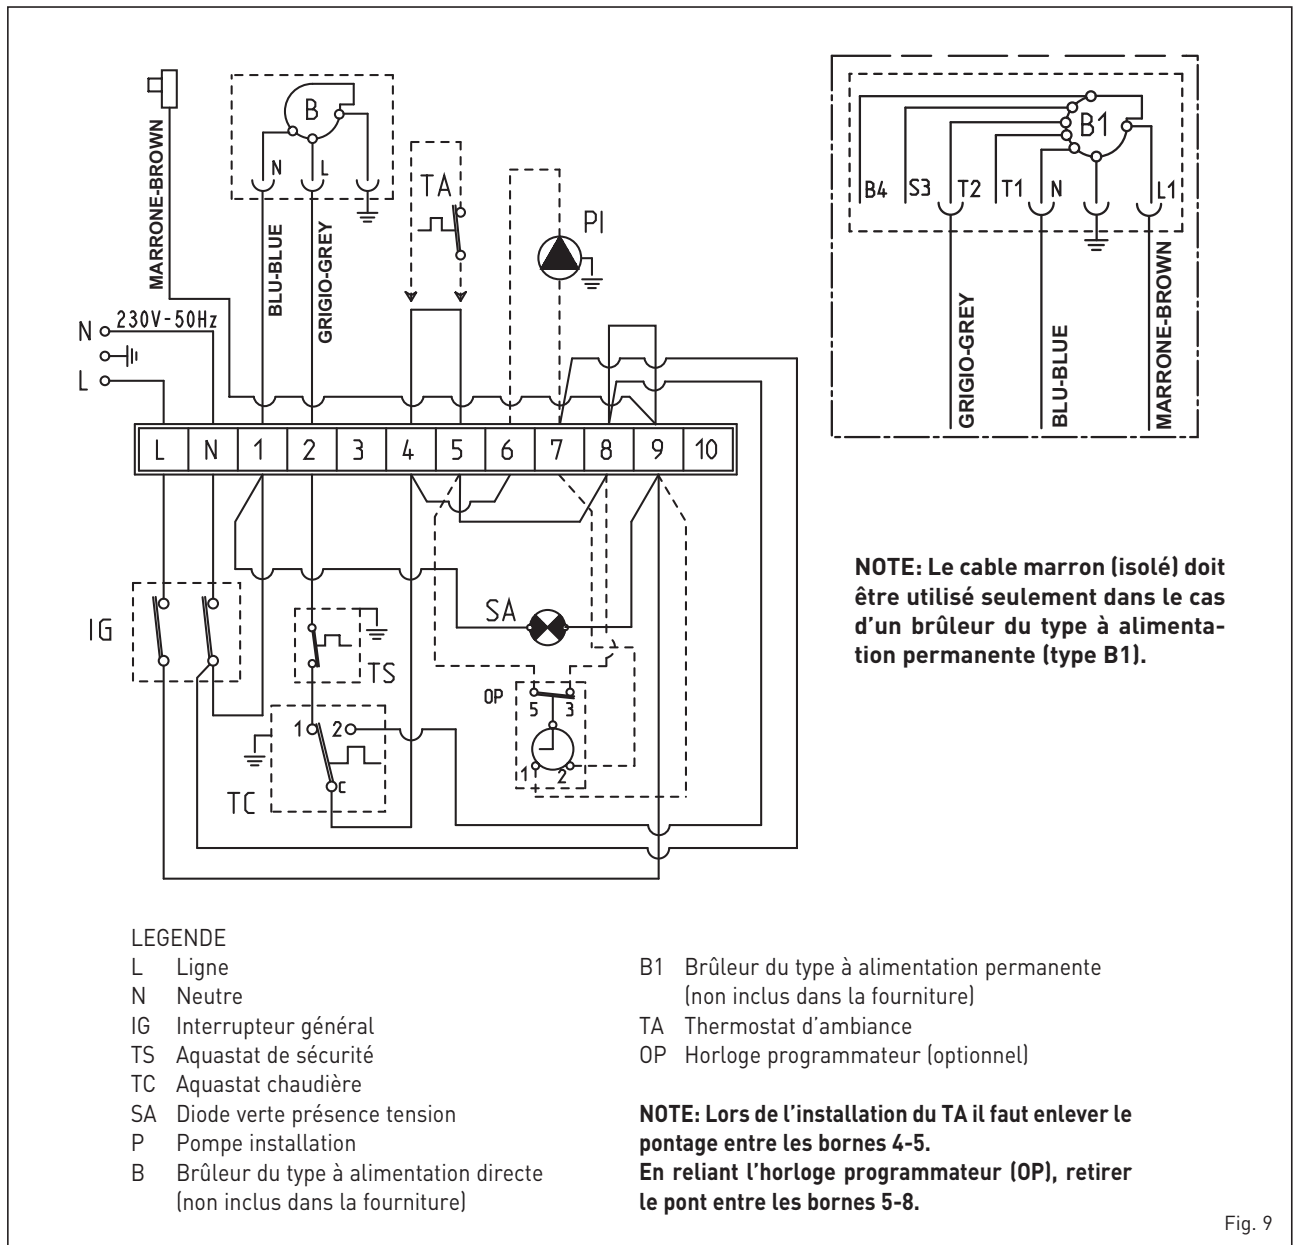 MARRONE-BROWN
B
N
L
BLU-BLUE
GRIGIO-GREY
TA
PI
N
230V-50Hz
L
B1
B4
S3
T2
T1
N
L1
GRIGIO-GREY
BLU-BLUE
MARRONE-BROWN
L N 1 2 3 4 5 6 7 8 9 10
IG
TS
1
2
C
TC
SA
OP
5
3
1
2
NOTE: Le cable marron (isolé) doit
être utilisé seulement dans le cas
d'un brûleur du type à alimenta-
tion permanente (type B1).
LEGENDE
L Ligne
N Neutre
IG Interrupteur général
TS Aquastat de sécurité
TC Aquastat chaudière
SA Diode verte présence tension
P Pompe installation
B Brûleur du type à alimentation directe
(non inclus dans la fourniture)
B1 Brûleur du type à alimentation permanente
(non inclus dans la fourniture)
TA Thermostat d'ambiance
OP Horloge programmateur (optionnel)
NOTE: Lors de l'installation du TA il faut enlever le
pontage entre les bornes 4-5.
En reliant l'horloge programmateur (OP), retirer
le pont entre les bornes 5-8.
Fig. 9